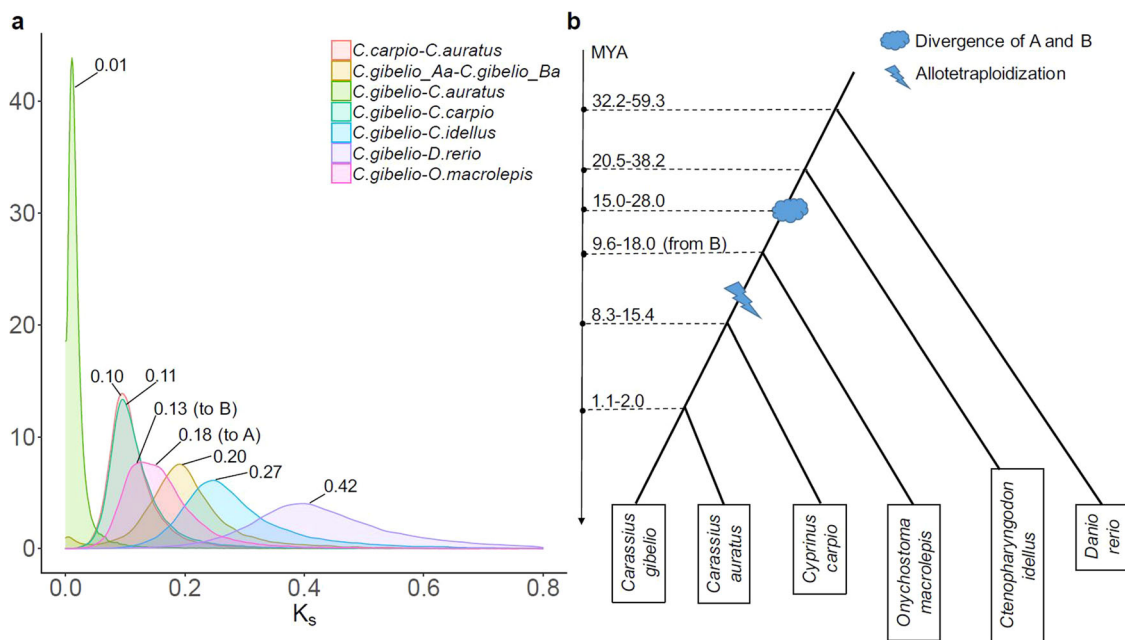 a
40
30
20
10
0
0.0
0.2
0.4
0.6
0.8
Ks
0.01
0.10
0.11
0.13 (to B)
0.18 (to A)
0.20
0.27
0.42
C.carpio-C.auratus
C.gibelio_Aa-C.gibelio_Ba
C.gibelio-C.auratus
C.gibelio-C.carpio
C.gibelio-C.idellus
C.gibelio-D.rerio
C.gibelio-O.macrolepis
b
MYA
Divergence of A and B
Allotetraploidization
32.2-59.3
20.5-38.2
15.0-28.0
9.6-18.0 (from B)
8.3-15.4
1.1-2.0
Carassius
gibelio
Carassius
auratus
Cyprinus
carpio
Onychostoma
macrolepis
Ctenopharyngodon
idellus
Danio
rerio